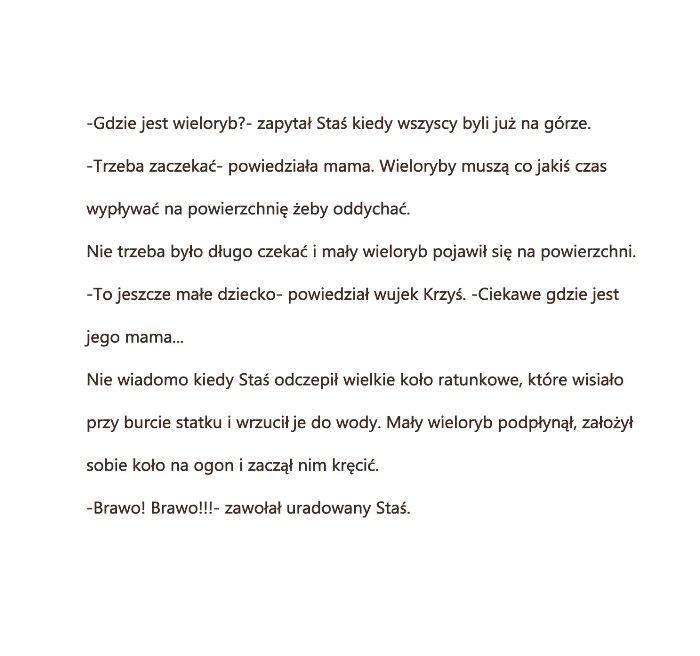 -Gdzie jest wieloryb?- zapytał Staś kiedy wszyscy byli już na górze.
-Trzeba zaczekać- powiedziała mama. Wieloryby muszą co jakiś czas
wypływać na powierzchnię żeby oddychać.
Nie trzeba było długo czekać i mały wieloryb pojawił się na powierzchni.
-To jeszcze małe dziecko- powiedział wujek Krzyś. -Ciekawe gdzie jest
jego mama...
Nie wiadomo kiedy Staś odczepił wielkie koło ratunkowe, które wisiało
przy burcie statku i wrzucił je do wody. Mały wieloryb podpłynął, założył
sobie koło na ogon i zaczął nim kręcić.
-Brawo! Brawo!!!- zawołał uradowany Staś.